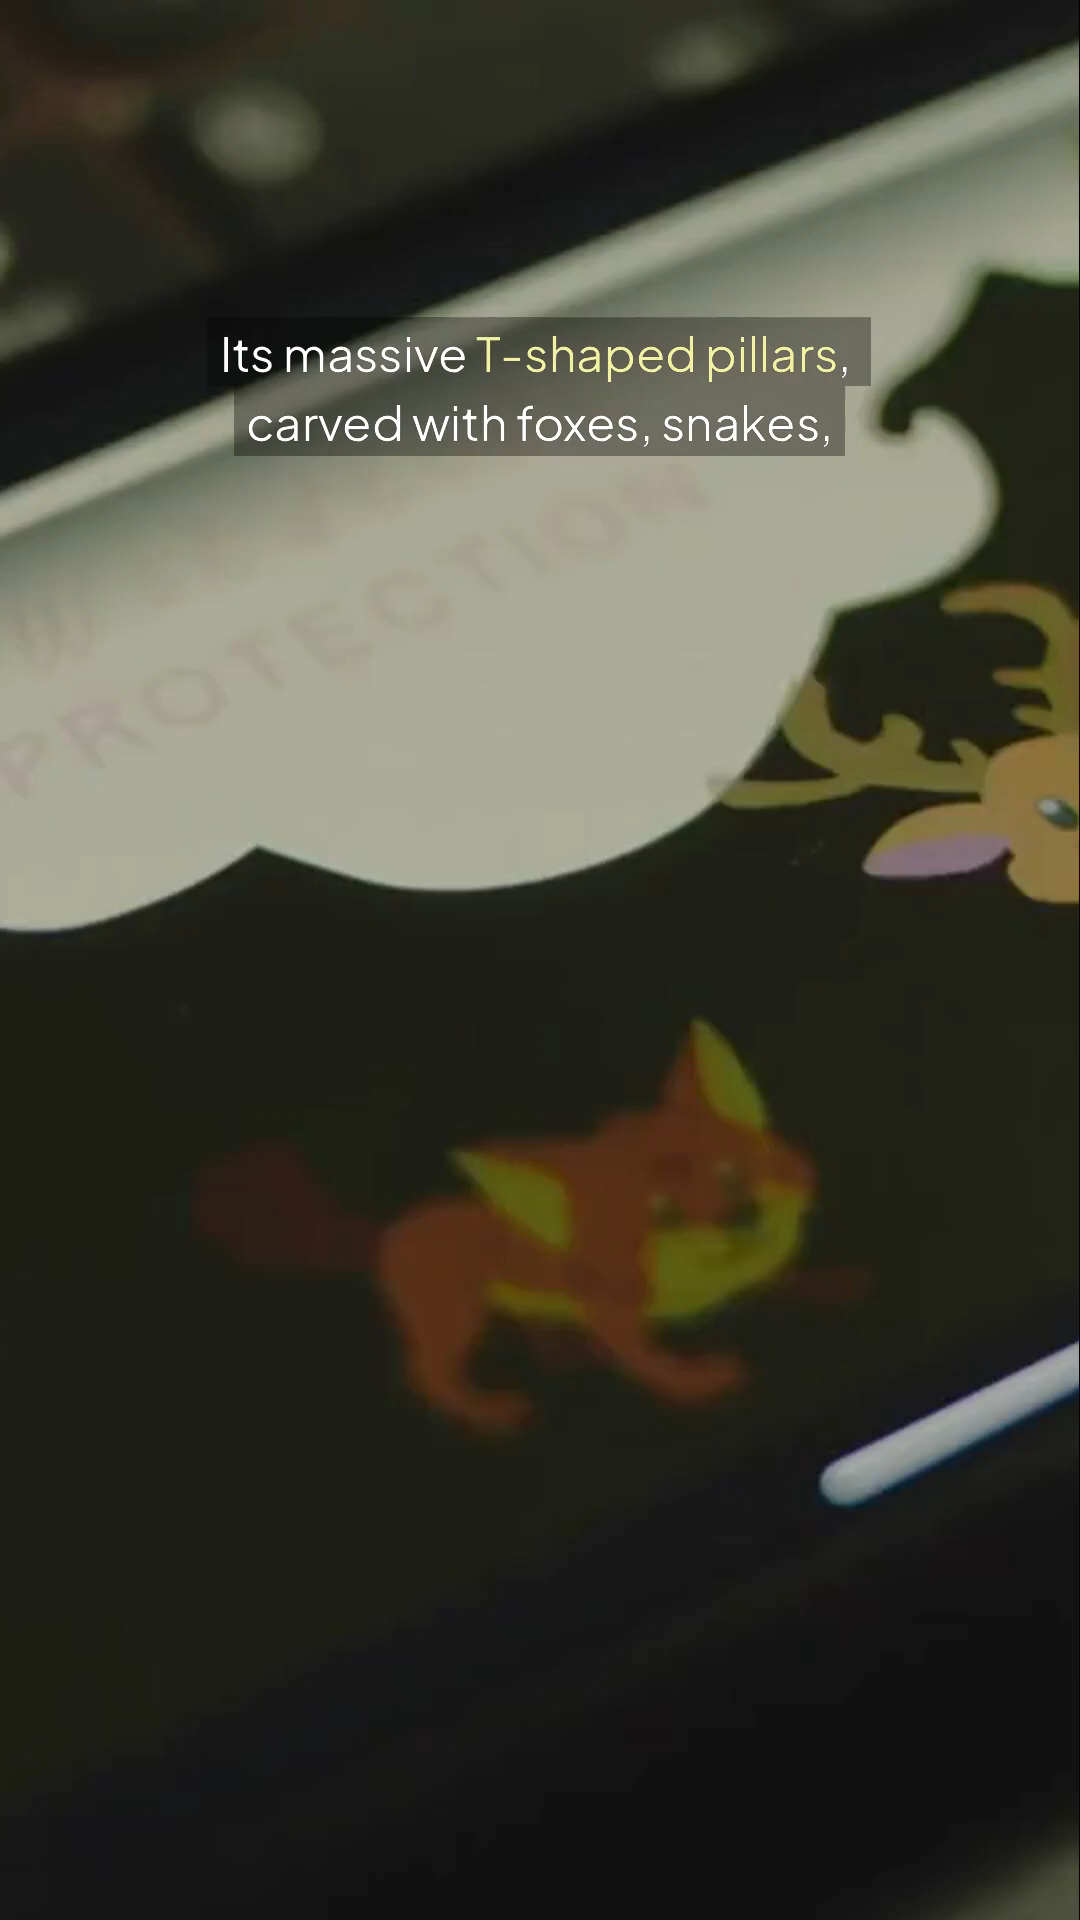 Its massive T-shaped pillars,
carved with foxes, snakes,
PROTECTION